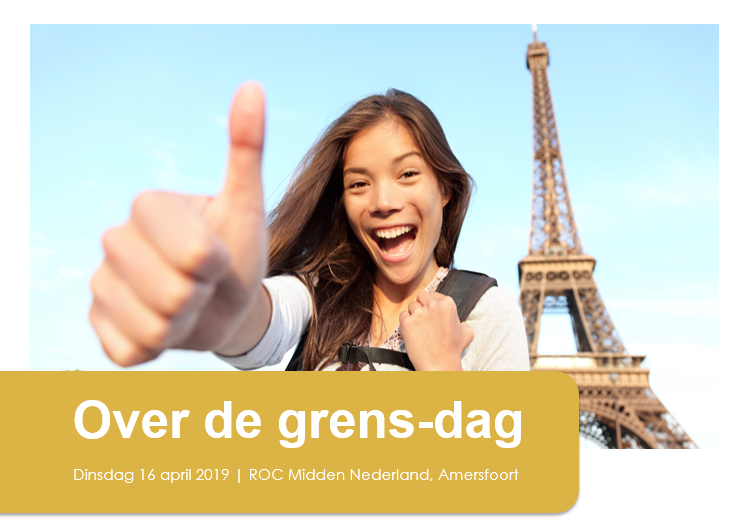 Over de grens-dag
Dinsdag 16 april 2019 | ROC Midden Nederland, Amersfoort